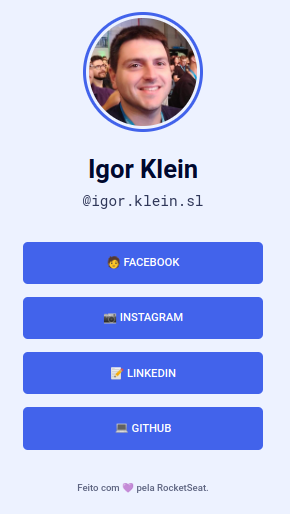 Igor Klein
@igor.klein.sl
🧑 FACEBOOK
📷 INSTAGRAM
📝 LINKEDIN
💻 GITHUB
Feito com 💜 pela RocketSeat.